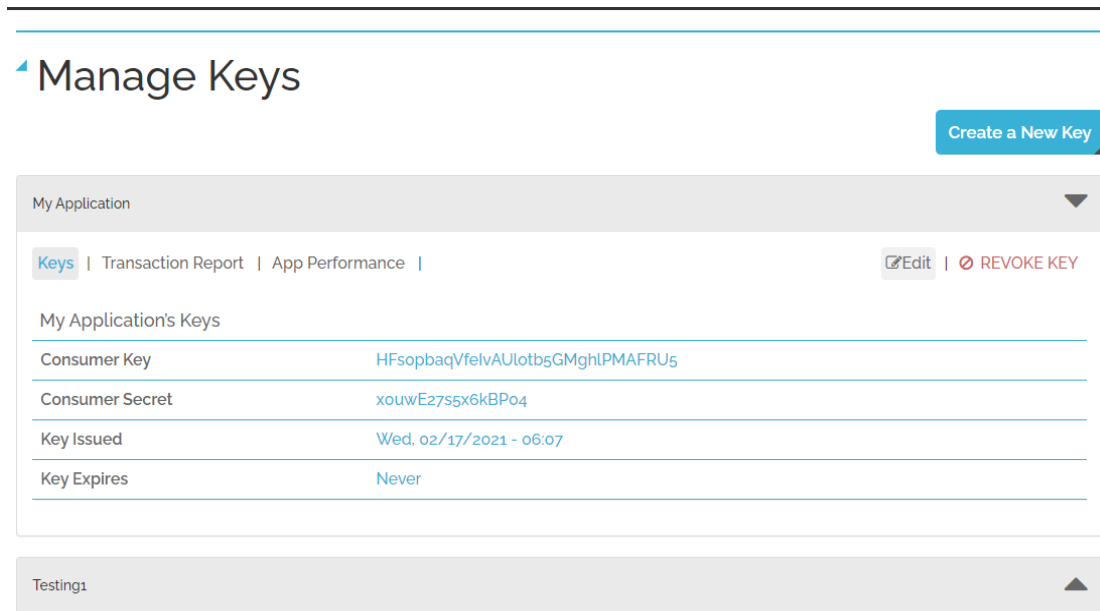 Manage Keys
Create a New Key
My Application
Keys | Transaction Report | App Performance |
Edit | REVOKE KEY
My Application's Keys
Consumer Key HFsopbaqVfeIvAUlotb5GMghlPMAFRU5
Consumer Secret xouwE27s5x6kBPo4
Key Issued Wed, 02/17/2021 - 06:07
Key Expires Never
Testing1